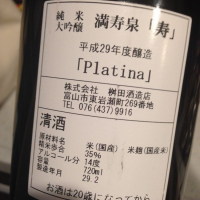 純米
大吟醸 満寿泉「寿」
平成29年度醸造
「Platina」
株式会社 桝田酒造店
富山市東岩瀬町269番地
TEL 076(437)9916
清酒
原材料名 米(国産) 米麹(国産米)
精米歩合 35%
アルコール分 14度
容量 720ml
製造年月 29.2
お酒は20歳になってから